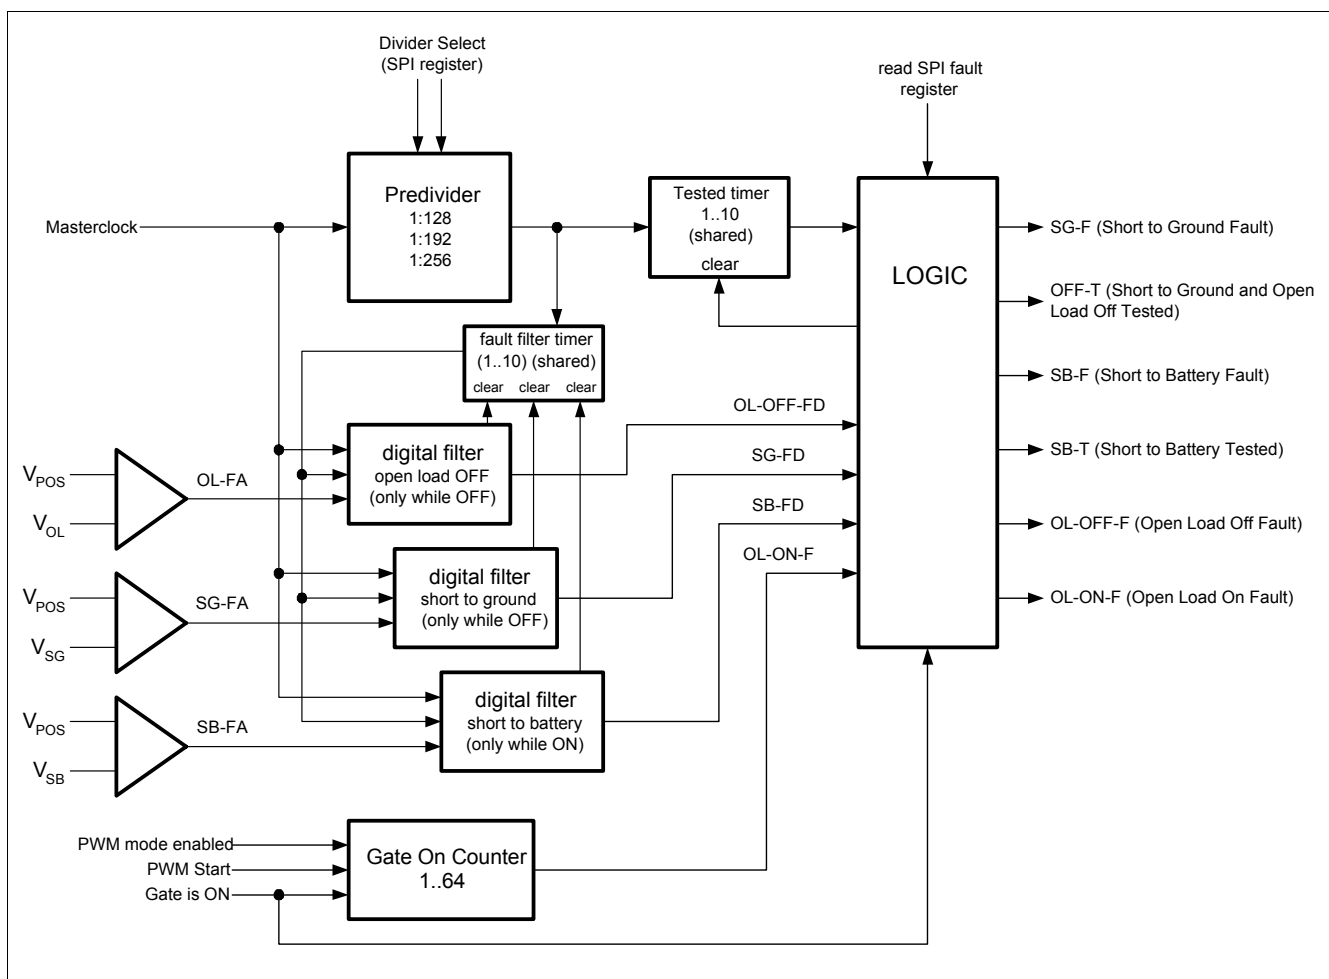 Divider Select
(SPI register)
read SPI fault
register
Predivider
1:128
1:192
1:256
Tested timer
1..10
(shared)
clear
Masterclock
LOGIC
SG-F (Short to Ground Fault)
OFF-T (Short to Ground and Open
Load Off Tested)
SB-F (Short to Battery Fault)
SB-T (Short to Battery Tested)
OL-OFF-F (Open Load Off Fault)
OL-ON-F (Open Load On Fault)
fault filter timer
(1..10) (shared)
clear clear clear
OL-OFF-FD
SG-FD
SB-FD
OL-ON-F
digital filter
open load OFF
(only while OFF)
VPOS
VOL
OL-FA
digital filter
short to ground
(only while OFF)
VPOS
VSG
SG-FA
digital filter
short to battery
(only while ON)
VPOS
VSB
SB-FA
PWM mode enabled
PWM Start
Gate is ON
Gate On Counter
1..64